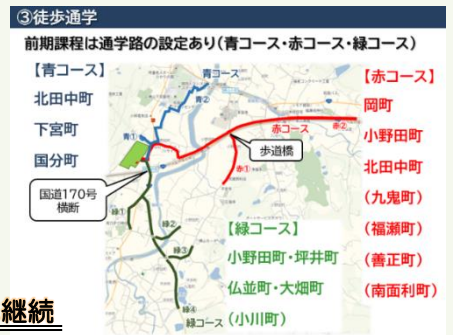 ③徒歩通学
前期課程は通学路の設定あり(青コース・赤コース・緑コース)
【青コース】
北田中町
下宮町
国分町
青コース
青②
青①
赤コース
赤②
歩道橋
赤①
国道170号
横断
緑①
緑②
緑③
緑④
緑コース
【赤コース】
岡町
小野田町
北田中町
(九鬼町)
(福瀬町)
(善正町)
(南面利町)
【緑コース】
小野田町・坪井町
仏並町・大畑町
(小川町)
継続